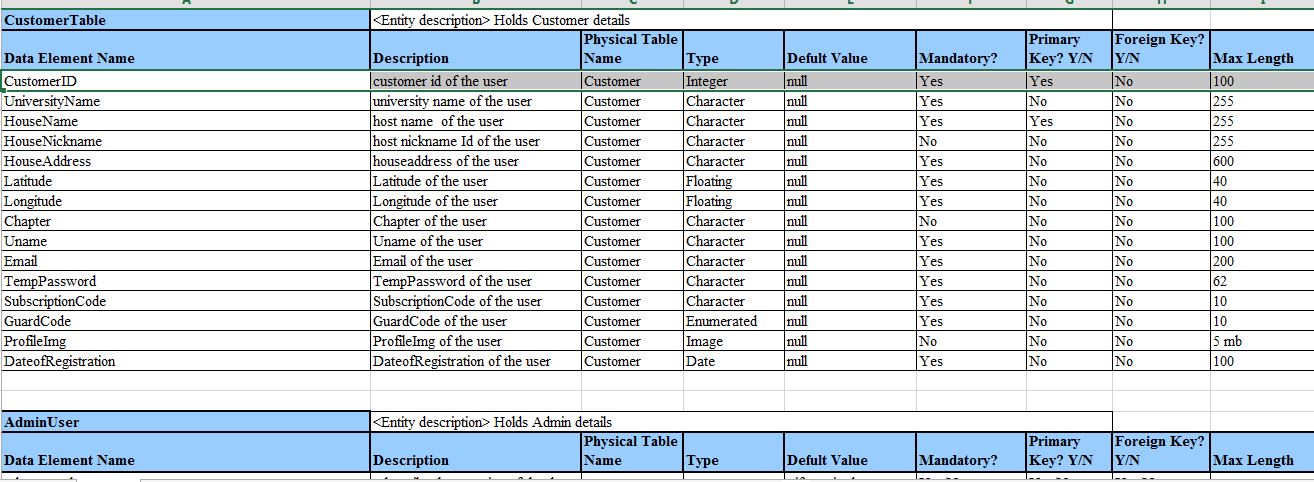 CustomerTable <Entity description> Holds Customer details
Data Element Name Description Physical Table Name Type Defult Value Mandatory? Primary Key? Y/N Foreign Key? Y/N Max Length
CustomerID customer id of the user Customer Integer null Yes Yes No 100
UniversityName university name of the user Customer Character null Yes No No 255
HouseName host name of the user Customer Character null Yes Yes No 255
HouseNickname host nickname Id of the user Customer Character null No No No 255
HouseAddress houseaddress of the user Customer Character null Yes No No 600
Latitude Latitude of the user Customer Floating null Yes No No 40
Longitude Longitude of the user Customer Floating null Yes No No 40
Chapter Chapter of the user Customer Character null No No No 100
Uname Uname of the user Customer Character null Yes No No 100
Email Email of the user Customer Character null Yes No No 200
TempPassword TempPassword of the user Customer Character null Yes No No 62
SubscriptionCode SubscriptionCode of the user Customer Character null Yes No No 10
GuardCode GuardCode of the user Customer Enumerated null Yes No No 10
ProfileImg ProfileImg of the user Customer Image null No No No 5 mb
DateofRegistration DateofRegistration of the user Customer Date null Yes No No 100
AdminUser <Entity description> Holds Admin details
Data Element Name Description Physical Table Name Type Defult Value Mandatory? Primary Key? Y/N Foreign Key? Y/N Max Length